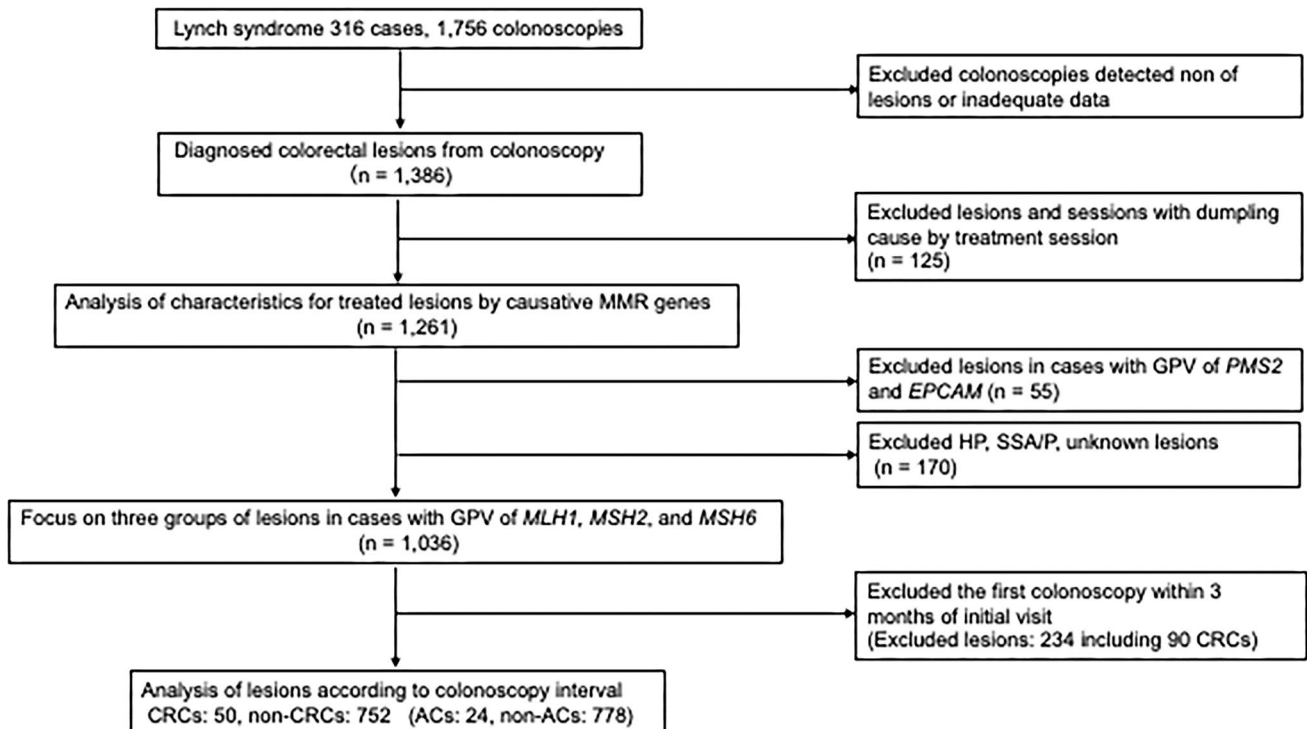 Lynch syndrome 316 cases, 1,756 colonoscopies
Excluded colonoscopies detected non of
lesions or inadequate data
Diagnosed colorectal lesions from colonoscopy
(n = 1,386)
Excluded lesions and sessions with dumpling
cause by treatment session
(n = 125)
Analysis of characteristics for treated lesions by causative MMR genes
(n = 1,261)
Excluded lesions in cases with GPV of PMS2
and EPCAM (n = 55)
Excluded HP, SSA/P, unknown lesions
(n = 170)
Focus on three groups of lesions in cases with GPV of MLH1, MSH2, and MSH6
(n = 1,036)
Excluded the first colonoscopy within 3
months of initial visit
(Excluded lesions: 234 including 90 CRCs)
Analysis of lesions according to colonoscopy interval
CRCs: 50, non-CRCs: 752 (ACs: 24, non-ACs: 778)